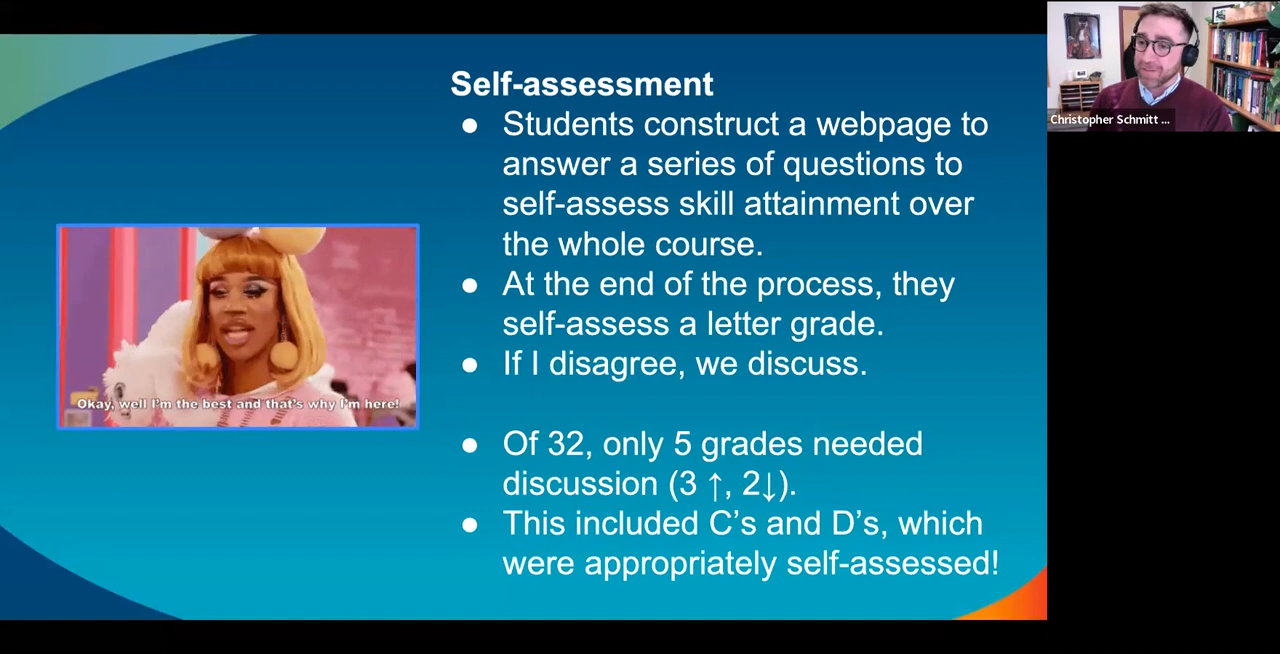 Self-assessment
● Students construct a webpage to
answer a series of questions to
self-assess skill attainment over
the whole course.
● At the end of the process, they
self-assess a letter grade.
● If I disagree, we discuss.
● Of 32, only 5 grades needed
discussion (3 ↑, 2↓).
● This included C's and D's, which
were appropriately self-assessed!
Okay, well I'm the best and that's why I'm here!
Christopher Schmitt ...